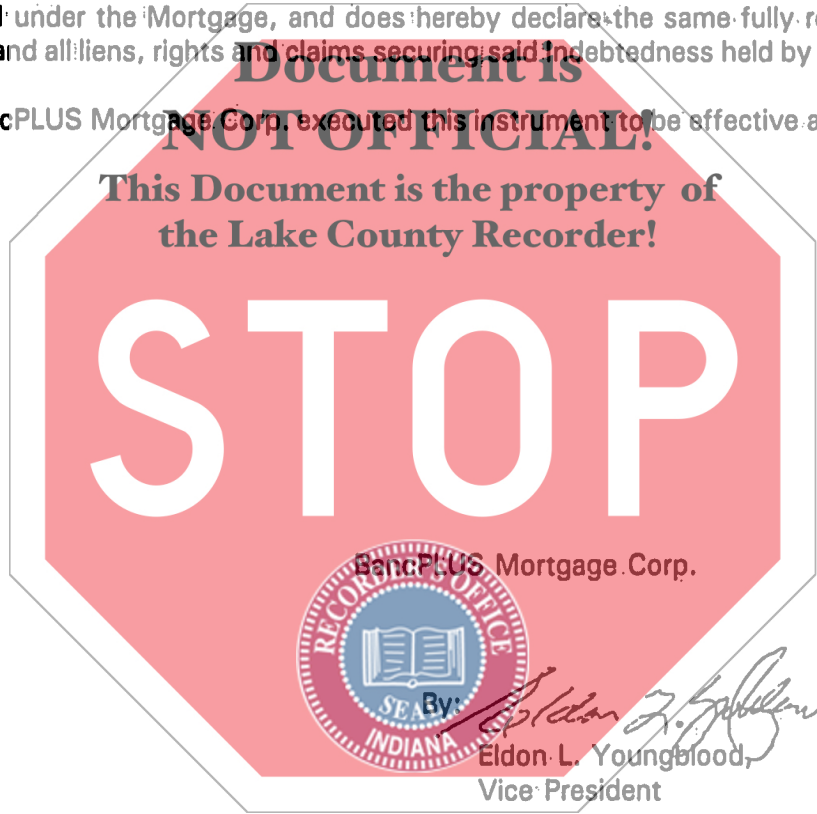 under the Mortgage, and does hereby declare the same fully
and all liens, rights and claims securing said indebtedness held by
Document is
cPLUS Mortgage Corp. executed this instrument to be effective
NOT OFFICIAL!
This Document is the property of
the Lake County Recorder!
STOP
BancPLUS Mortgage Corp.
RECORDER'S OFFICE
SEAL
INDIANA
By:
Eldon L. Youngblood,
Vice President